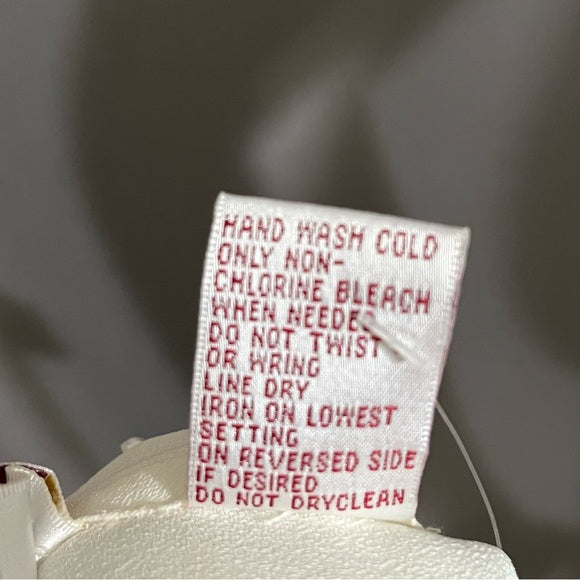 HAND WASH COLD
ONLY NON-
CHLORINE BLEACH
WHEN NEEDED
DO NOT TWIST
OR WRING
LINE DRY
IRON ON LOWEST
SETTING
ON REVERSED SIDE
IF DESIRED
DO NOT DRYCLEAN